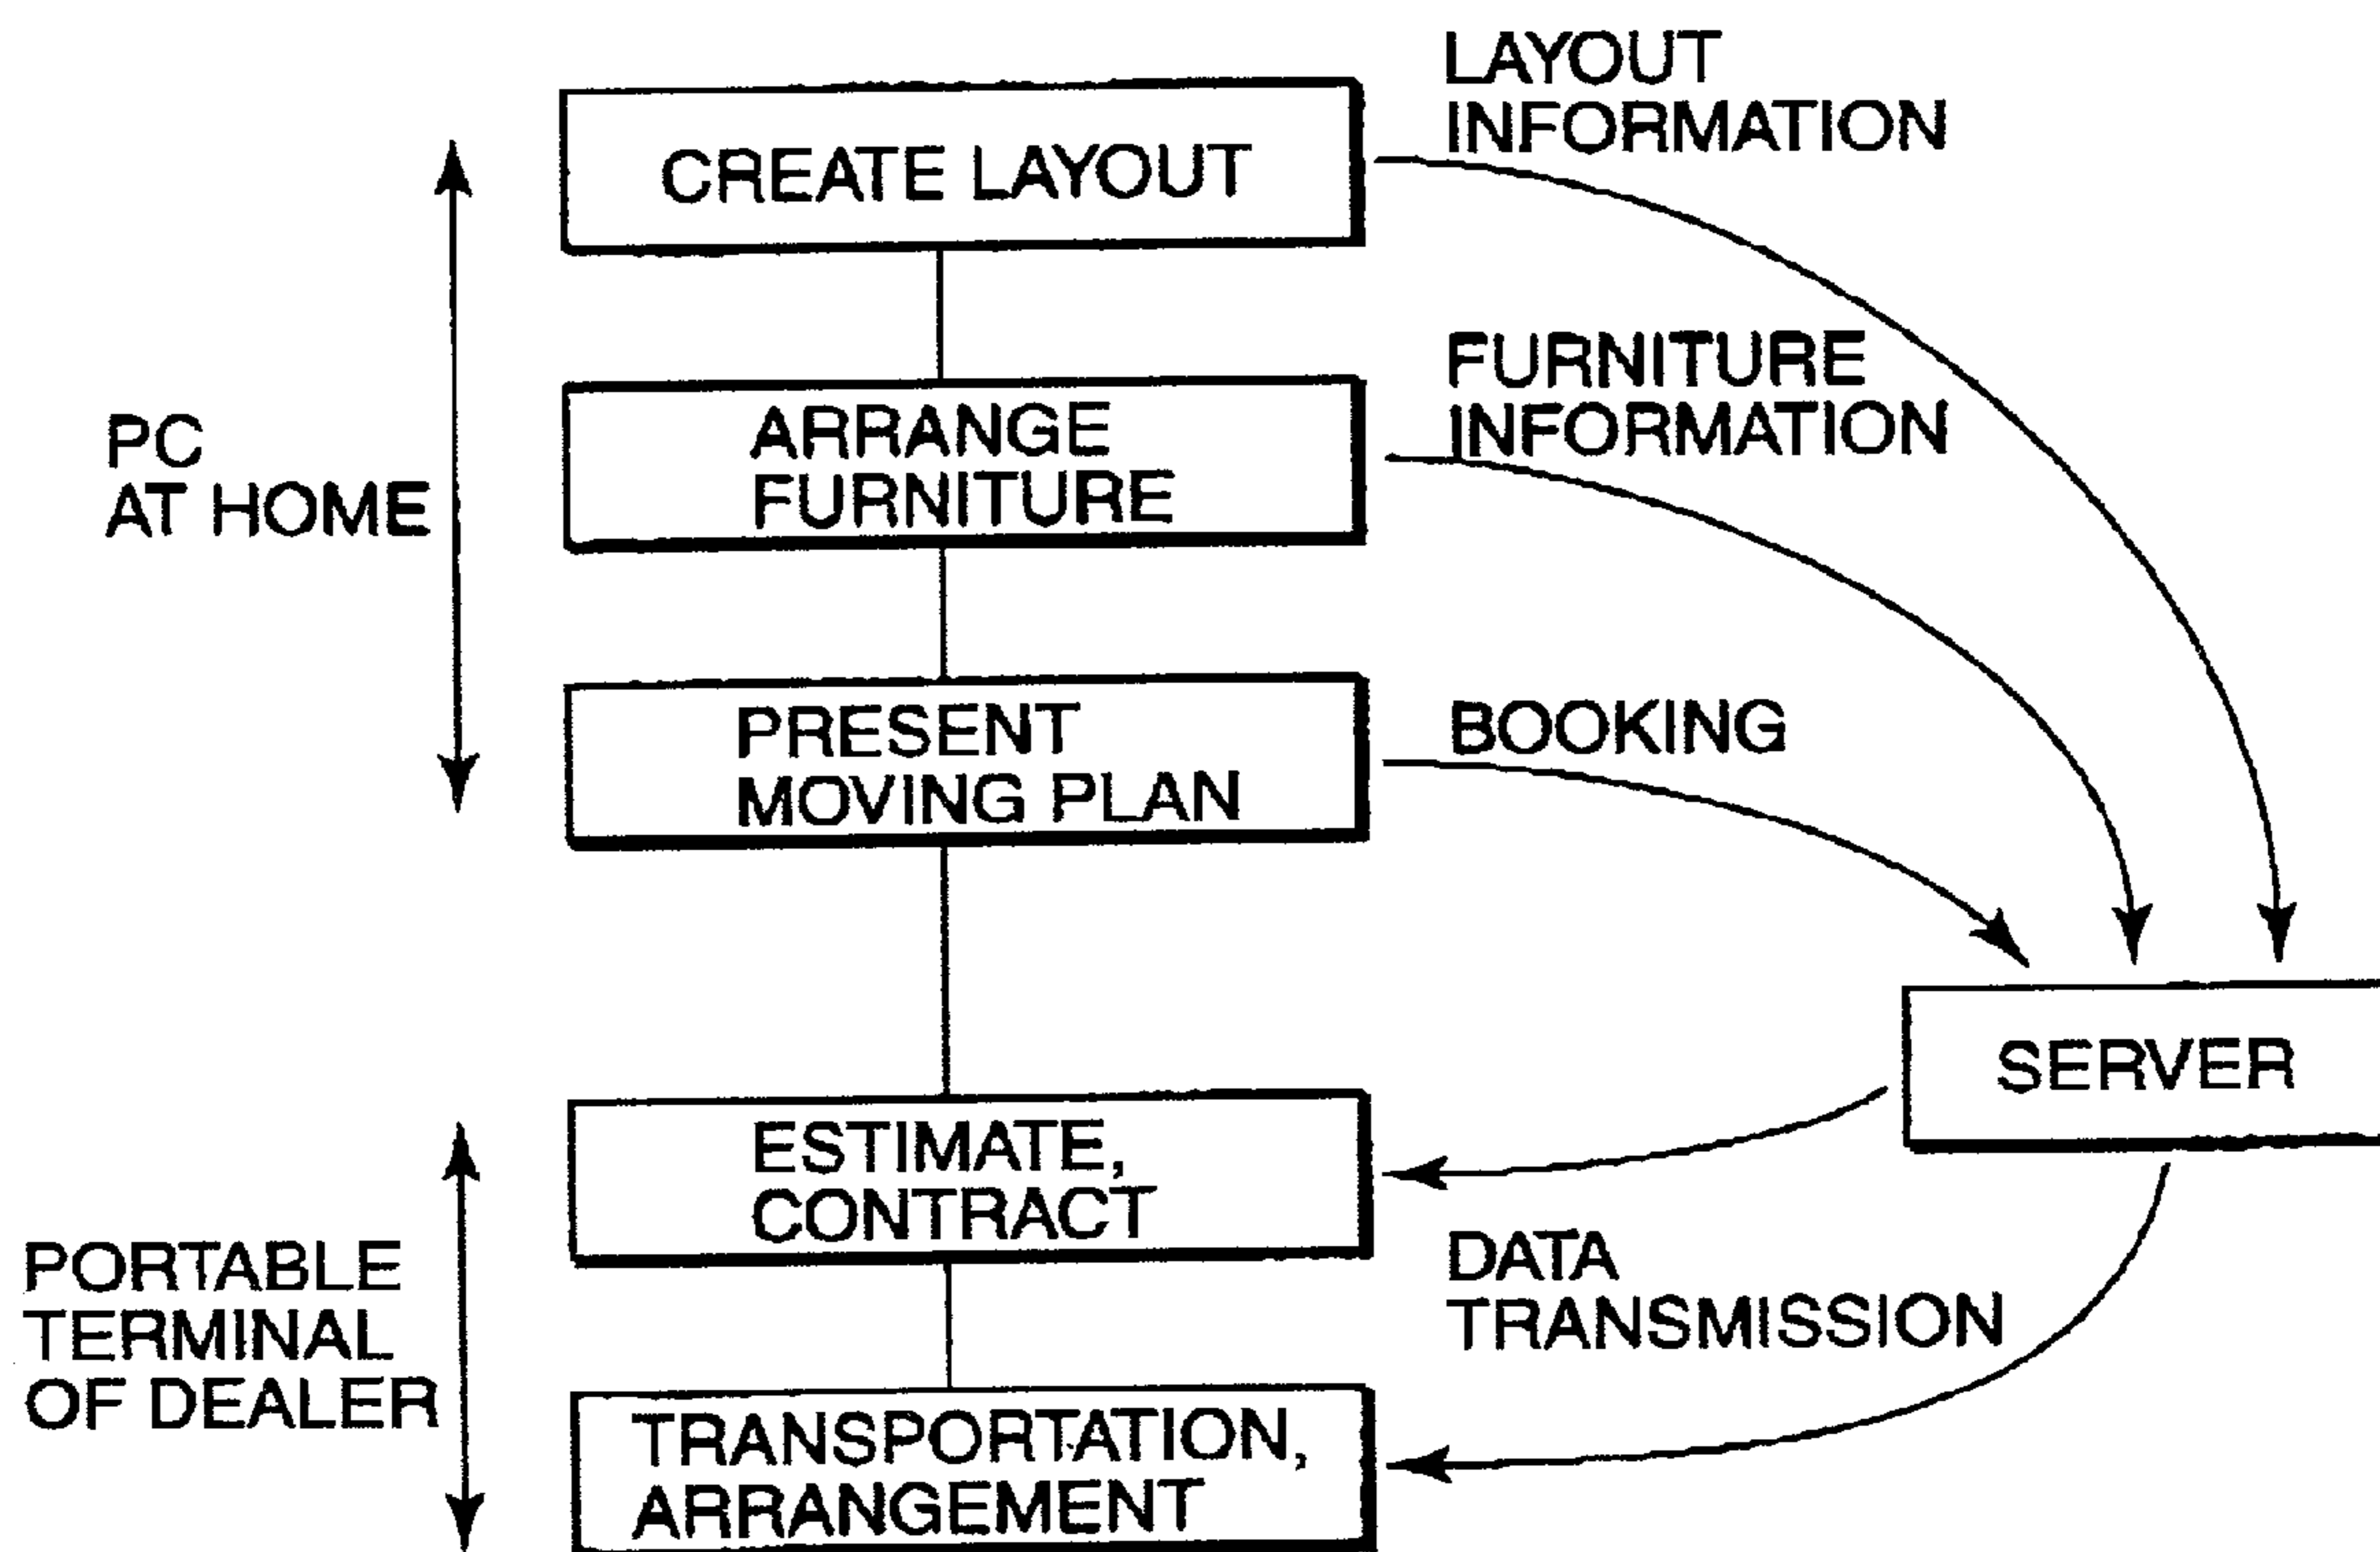 LAYOUT
INFORMATION
CREATE LAYOUT
FURNITURE
INFORMATION
ARRANGE
FURNITURE
PC
AT HOME
PRESENT
MOVING PLAN
BOOKING
SERVER
ESTIMATE,
CONTRACT
DATA
TRANSMISSION
PORTABLE
TERMINAL
OF DEALER
TRANSPORTATION,
ARRANGEMENT